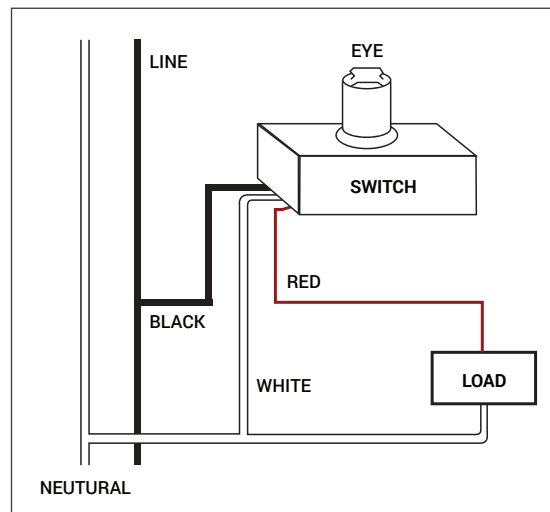 EYE
LINE
SWITCH
RED
BLACK
LOAD
WHITE
NEUTURAL